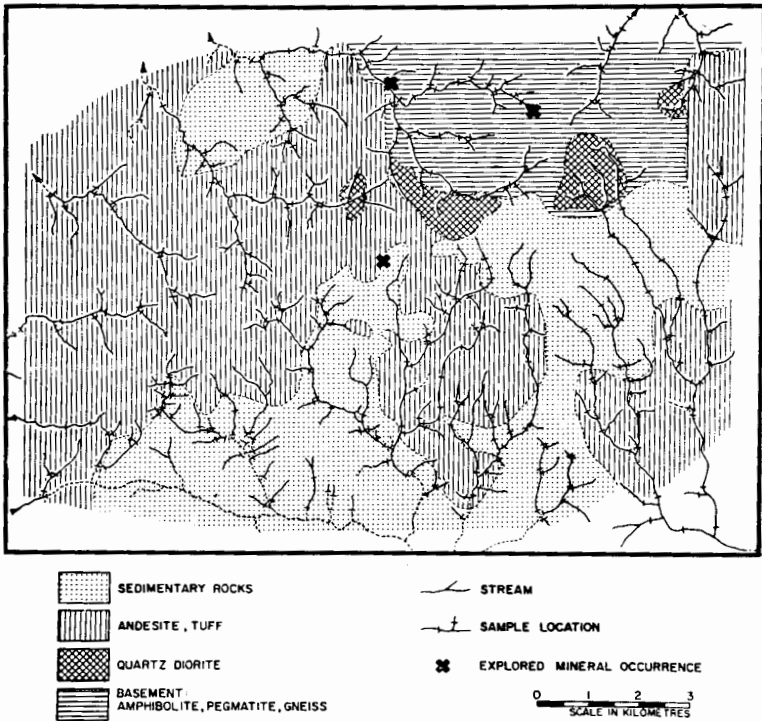 SEDIMENTARY ROCKS
ANDESITE, TUFF
QUARTZ DIORITE
BASEMENT:
AMPHIBOLITE, PEGMATITE, GNEISS
STREAM
SAMPLE LOCATION
EXPLORED MINERAL OCCURRENCE
0 1 2 3
SCALE IN KILOMETRES